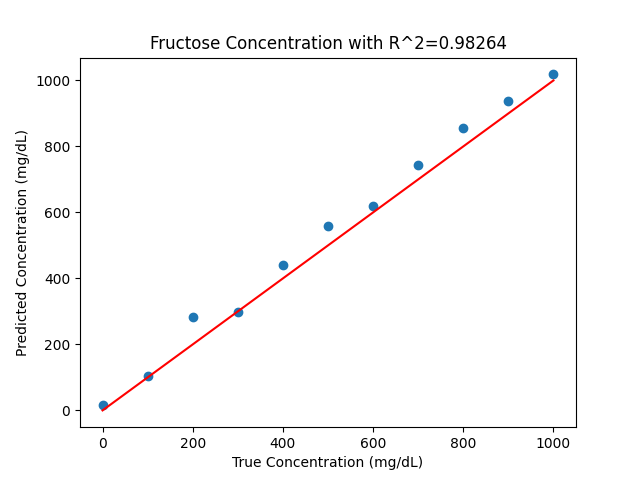 Fructose Concentration with R^2=0.98264
Predicted Concentration (mg/dL)
1000
800
600
400
200
0
0 200 400 600 800 1000
True Concentration (mg/dL)